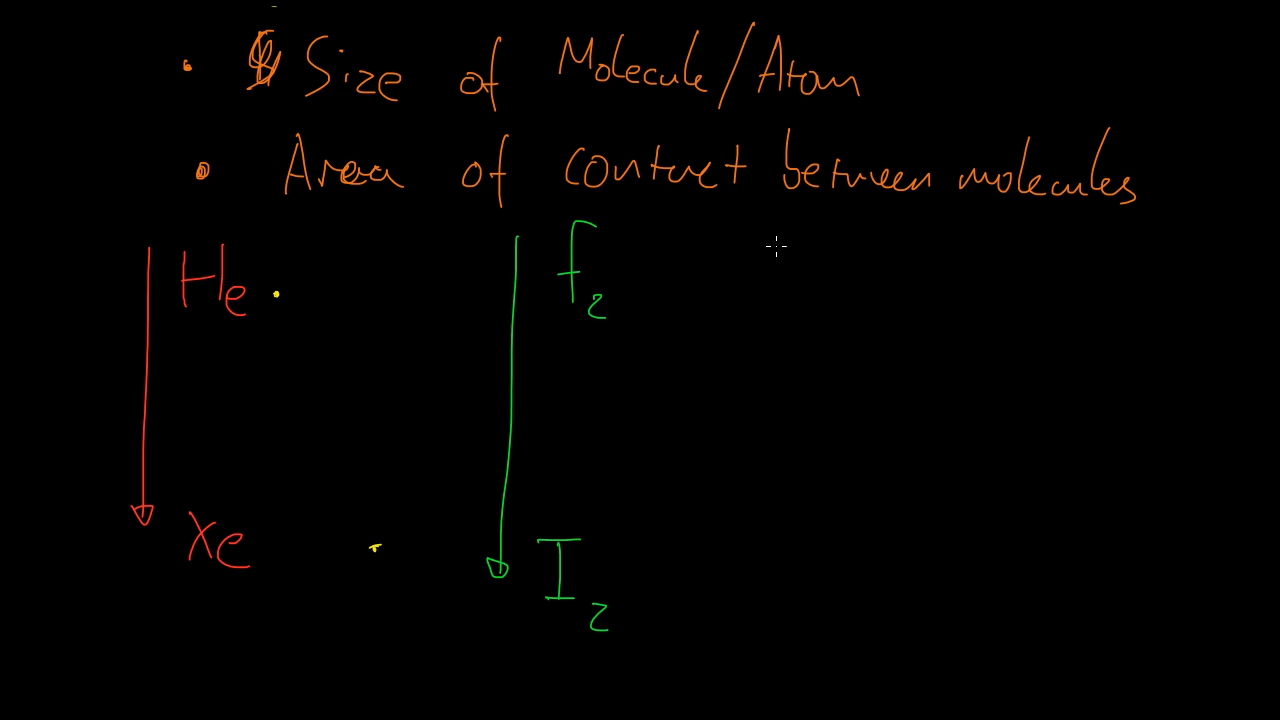 • Size of Molecule/Atom
• Area of contact between molecules
He
F2
Xe
I2